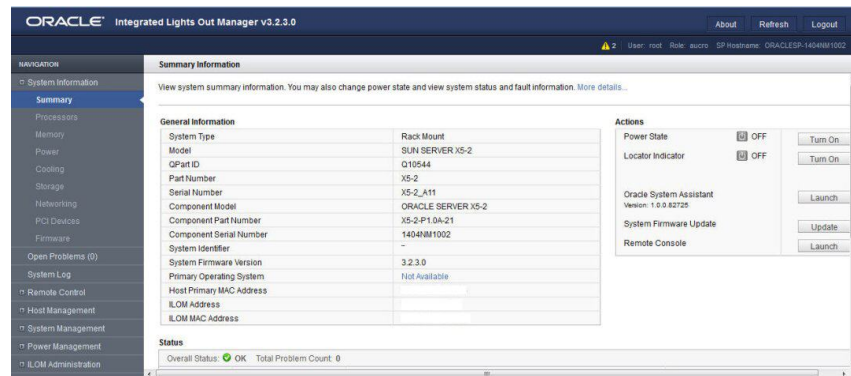 ORACLE® Integrated Lights Out Manager v3.2.3.0
About Refresh Logout
2 User: root Role: aucro SP Hostname: ORACLESP-1404NM1002
NAVIGATION
System Information
Summary
Processors
Memory
Power
Cooling
Storage
Networking
PCI Devices
Firmware
Open Problems (0)
System Log
Remote Control
Host Management
System Management
Power Management
ILOM Administration
Summary Information
View system summary information. You may also change power state and view system status and fault information. More details...
General Information
System Type Rack Mount
Model SUN SERVER X5-2
QPart ID Q10544
Part Number X5-2
Serial Number X5-2_A11
Component Model ORACLE SERVER X5-2
Component Part Number X5-2-P1.0A-21
Component Serial Number 1404NM1002
System Identifier -
System Firmware Version 3.2.3.0
Primary Operating System Not Available
Host Primary MAC Address
ILOM Address
ILOM MAC Address
Actions
Power State OFF Turn On
Locator Indicator OFF Turn On
Oracle System Assistant Launch
Version: 1.0.0.82725
System Firmware Update Update
Remote Console Launch
Status
Overall Status: OK Total Problem Count: 0